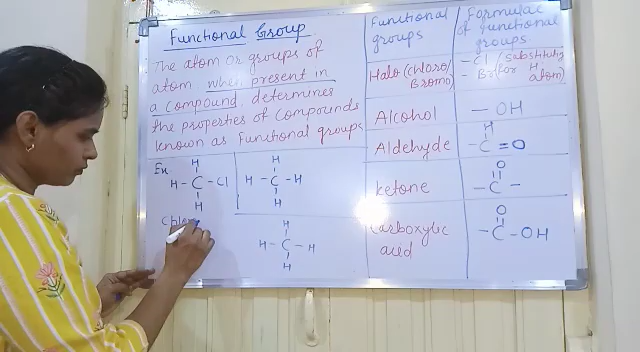 Functional Group
The atom or groups of
atom when present in
a compound, determines
the properties of compounds
known as functional groups
Ex
H
H - C - Cl
H
Chlo
H
H - C - H
H
H
H - C - H
H
Functional
groups
Formulae
of functional
groups
Halo (chloro/
Bromo)
- Cl (substitutes
- Br for H
atom)
Alcohol
- OH
Aldehyde
H
- C = O
ketone
O
- C -
Carboxylic
acid
O
- C - OH